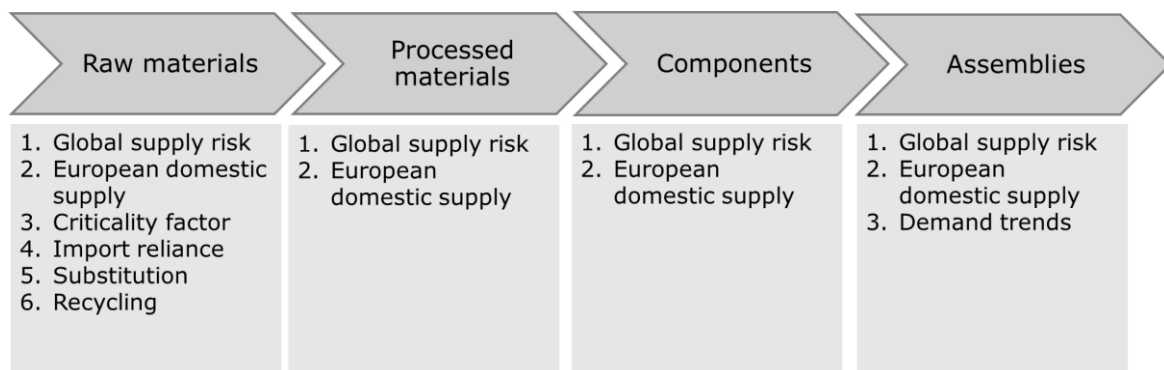 Raw materials
Processed
materials
Components
Assemblies
1. Global supply risk
2. European domestic
supply
3. Criticality factor
4. Import reliance
5. Substitution
6. Recycling
1. Global supply risk
2. European
domestic supply
1. Global supply risk
2. European
domestic supply
1. Global supply risk
2. European
domestic supply
3. Demand trends